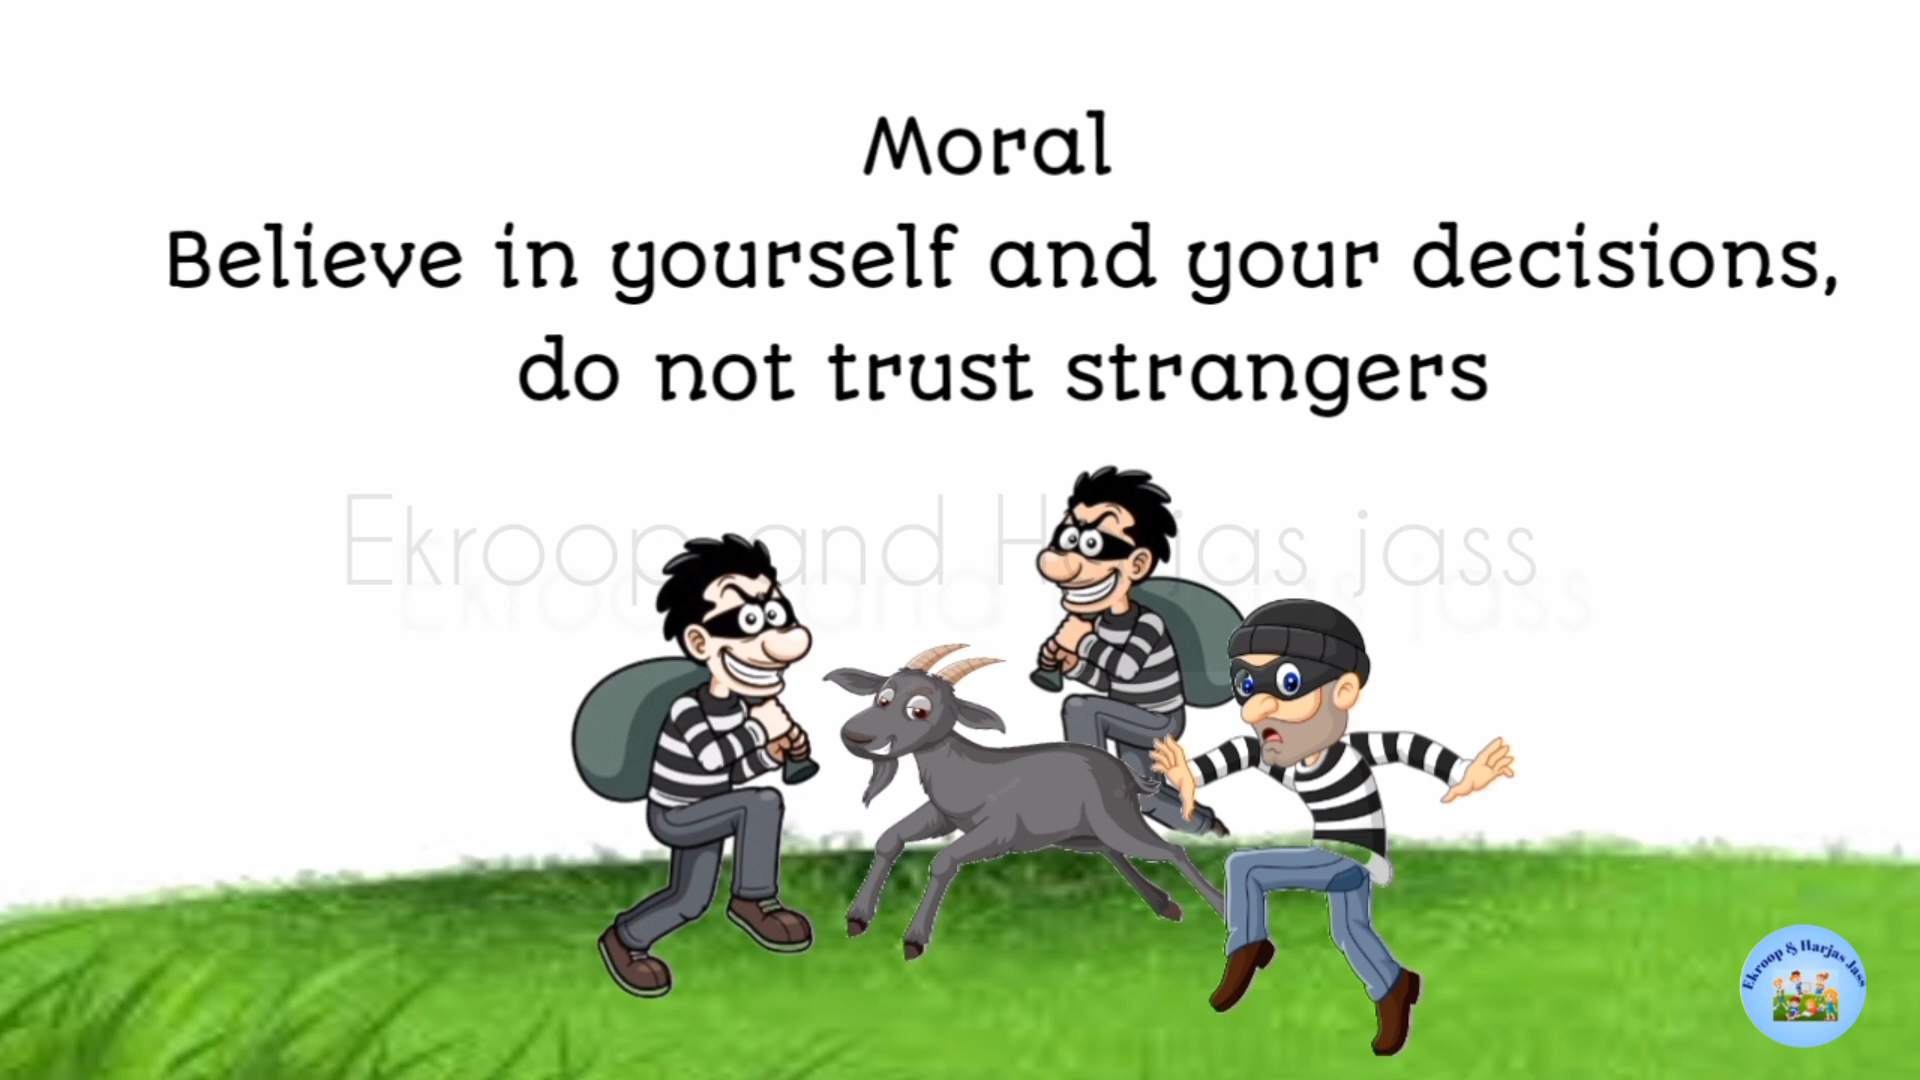 Moral
Believe in yourself and your decisions,
do not trust strangers
Ekroop and Harjas jass
Ekroop & Harjas Jass